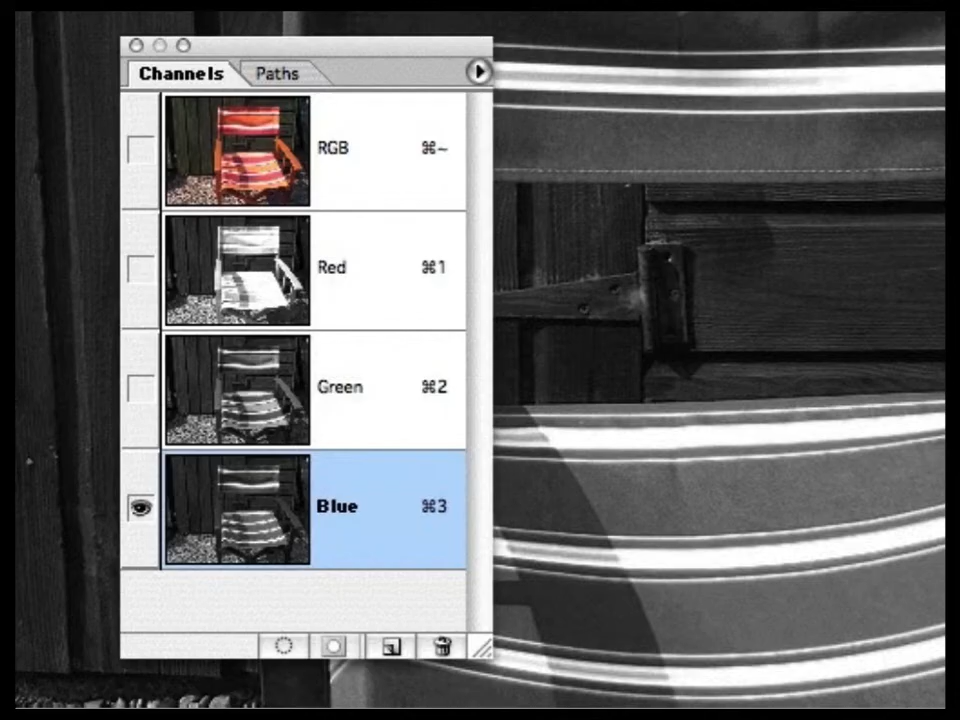 Channels Paths
RGB ⌘~
Red ⌘1
Green ⌘2
Blue ⌘3